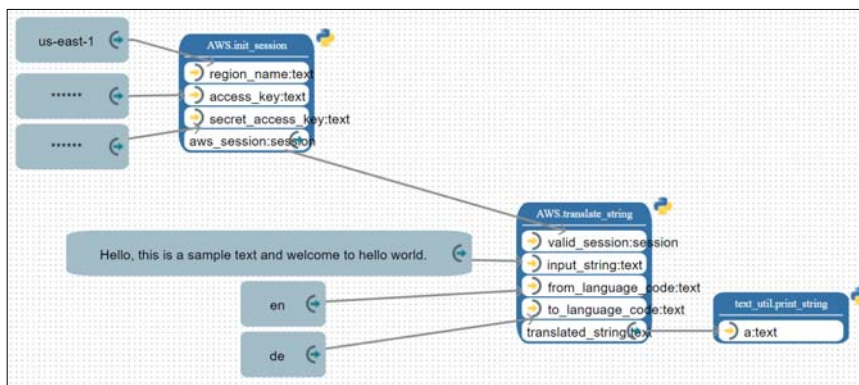 us-east-1
******
******
AWS.init_session
region_name:text
access_key:text
secret_access_key:text
aws_session:session
Hello, this is a sample text and welcome to hello world.
en
de
AWS.translate_string
valid_session:session
input_string:text
from_language_code:text
to_language_code:text
translated_string:text
text_util.print_string
a:text